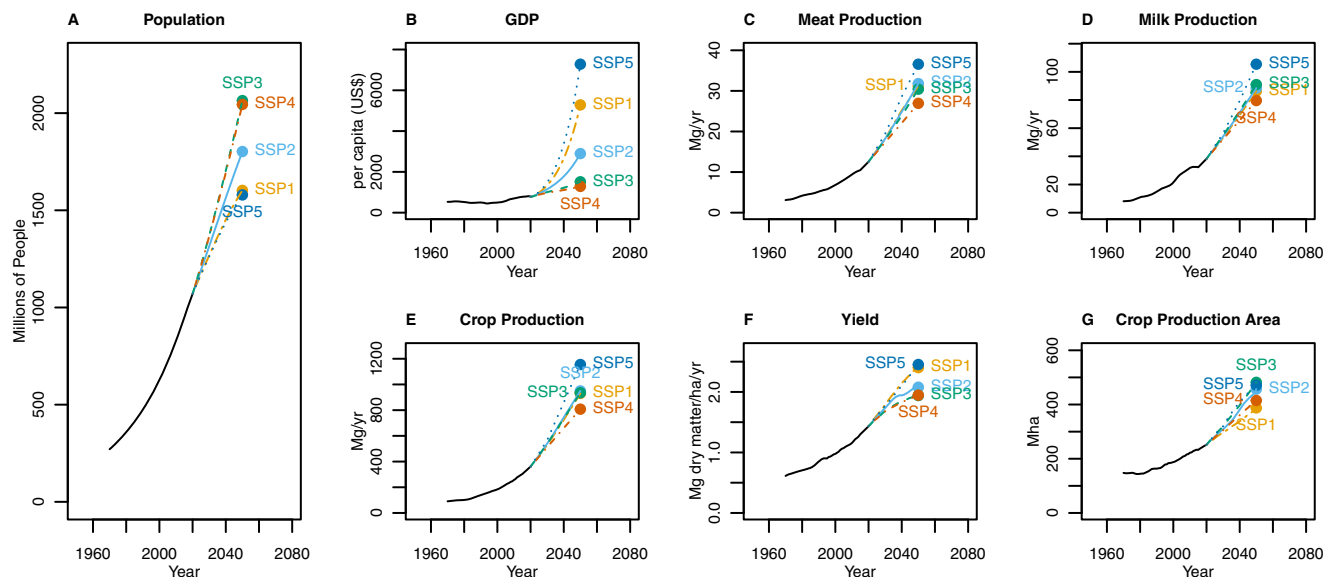 A Population
Millions of People
2000
1500
1000
500
0
SSP3
SSP4
SSP2
SSP1
SSP5
1960 2000 2040 2080
Year
B GDP
per capita (US$)
6000
2000
0
SSP5
SSP1
SSP2
SSP3
SSP4
1960 2000 2040 2080
Year
C Meat Production
Mg/yr
40
30
20
10
0
SSP5
SSP1
SSP2
SSP3
SSP4
1960 2000 2040 2080
Year
D Milk Production
Mg/yr
100
60
20
0
SSP5
SSP2
SSP3
SSP1
SSP4
1960 2000 2040 2080
Year
E Crop Production
Mg/yr
1200
800
400
0
SSP5
SSP2
SSP3
SSP1
SSP4
1960 2000 2040 2080
Year
F Yield
Mg dry matter/ha/yr
2.0
1.0
0.0
SSP5
SSP1
SSP2
SSP3
SSP4
1960 2000 2040 2080
Year
G Crop Production Area
Mha
600
400
200
0
SSP3
SSP5
SSP2
SSP4
SSP1
1960 2000 2040 2080
Year